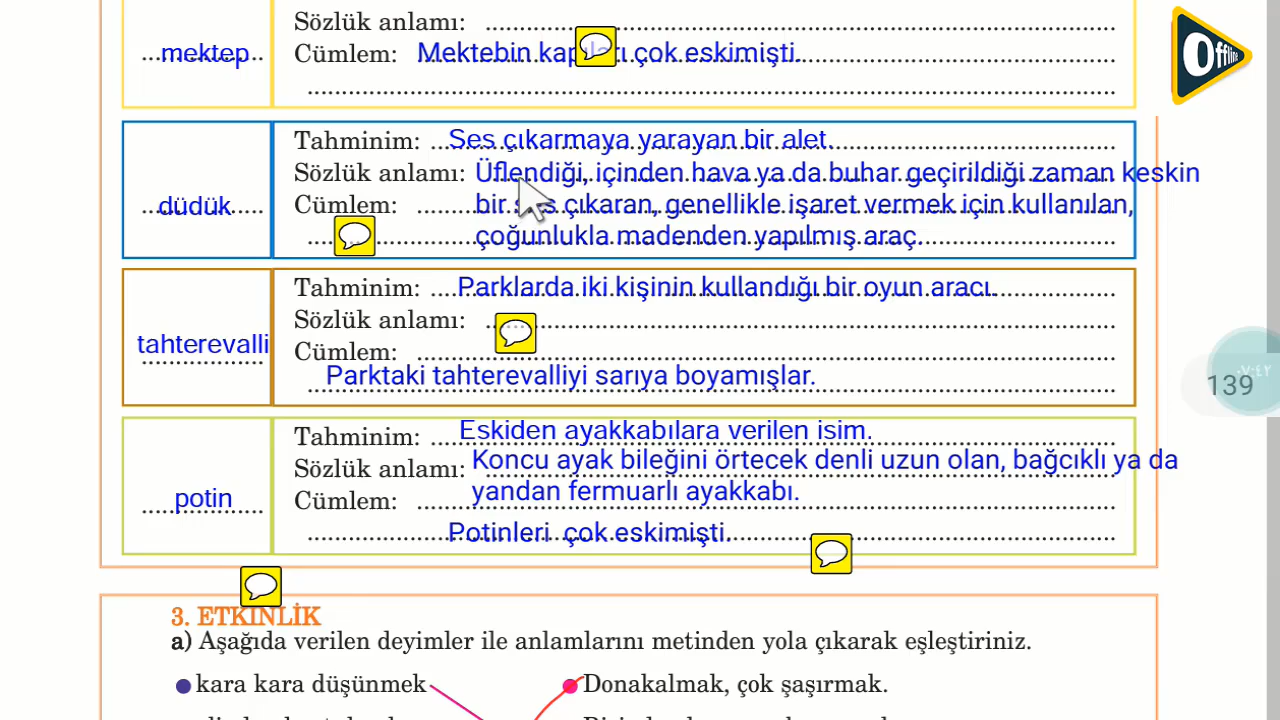 Sözlük anlamı:
mektep
Cümlem: Mektebin kapıları çok eskimişti.
Offline
Tahminim: Ses çıkarmaya yarayan bir alet.
Sözlük anlamı: Üflendiği, içinden hava ya da buhar geçirildiği zaman keskin
düdük
Cümlem: bir ses çıkaran, genellikle işaret vermek için kullanılan,
çoğunlukla madenden yapılmış araç.
Tahminim: Parklarda iki kişinin kullandığı bir oyun aracı.
Sözlük anlamı:
tahterevalli
Cümlem:
Parktaki tahterevalliyi sarıya boyamışlar.
139
٠٧:٤٢
Tahminim: Eskiden ayakkabılara verilen isim.
Sözlük anlamı: Koncu ayak bileğini örtecek denli uzun olan, bağcıklı ya da
potin
Cümlem: yandan fermuarlı ayakkabı.
Potinleri çok eskimişti.
3. ETKİNLİK
a) Aşağıda verilen deyimler ile anlamlarını metinden yola çıkarak eşleştiriniz.
kara kara düşünmek
Donakalmak, çok şaşırmak.